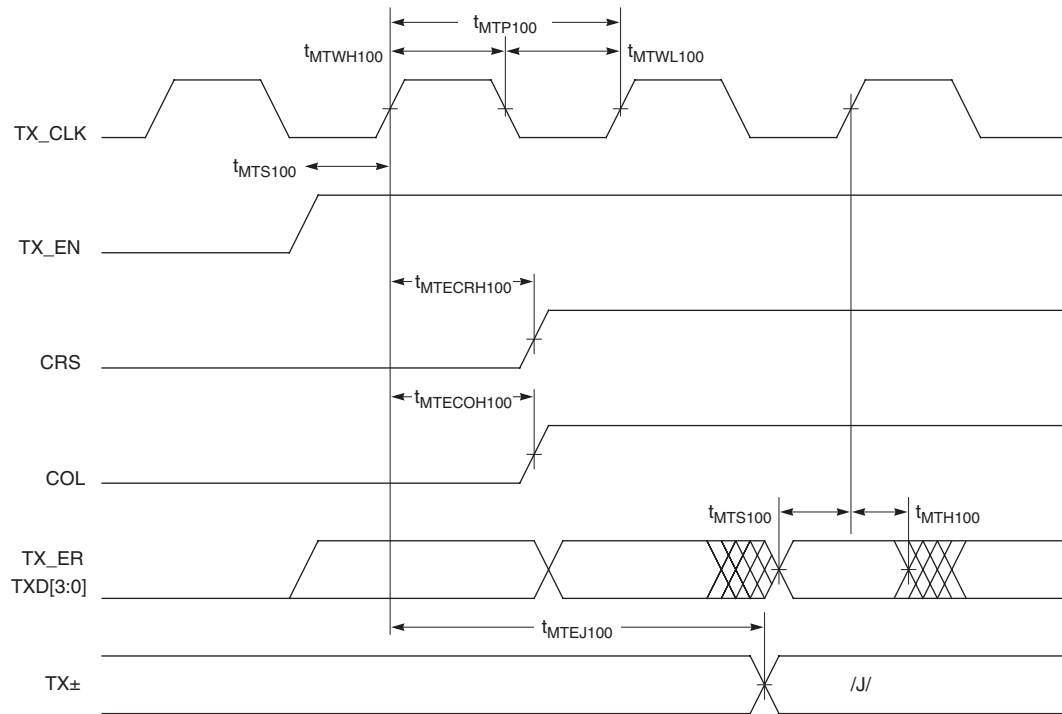 tMTP100
tMTWH100
tMTWL100
TX_CLK
tMTS100
TX_EN
tMTECRH100
CRS
tMTECOH100
COL
tMTS100
tMTH100
TX_ER
TXD[3:0]
tMTEJ100
TX±
/J/